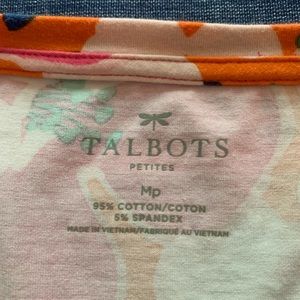 TALBOTS
PETITES
Mp
95% COTTON/COTON
5% SPANDEX
MADE IN VIETNAM/FABRIQUÉ AU VIETNAM